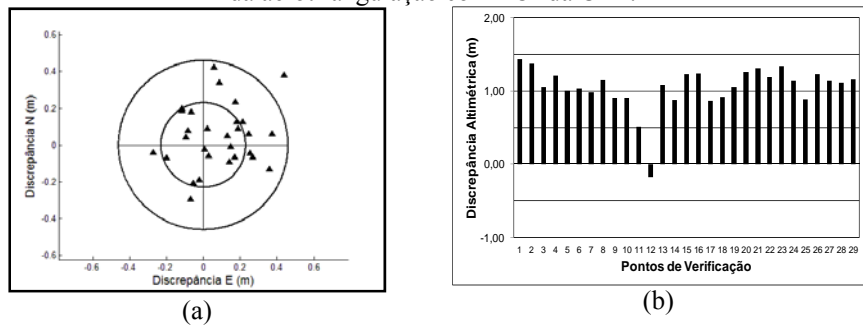 0.6
0.4
0.2
0
-0.2
-0.4
-0.6
Discrepância N (m)
-0.6 -0.4 -0.2 0 0.2 0.4 0.6
Discrepância E (m)
(a)
2,00
1,00
0,00
-1,00
Discrepância Altimétrica (m)
1 2 3 4 5 6 7 8 9 10 11 12 13 14 15 16 17 18 19 20 21 22 23 24 25 26 27 28 29
Pontos de Verificação
(b)